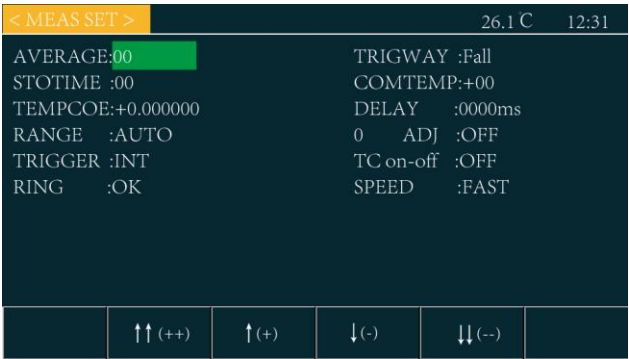 < MEAS SET > 26.1℃ 12:31
AVERAGE:00 TRIGWAY :Fall
STOTIME :00 COMTEMP:+00
TEMPCOE:+0.000000 DELAY :0000ms
RANGE :AUTO 0 ADJ :OFF
TRIGGER :INT TC on-off :OFF
RING :OK SPEED :FAST
↑↑(++) ↑(+) ↓(-) ↓↓(--)